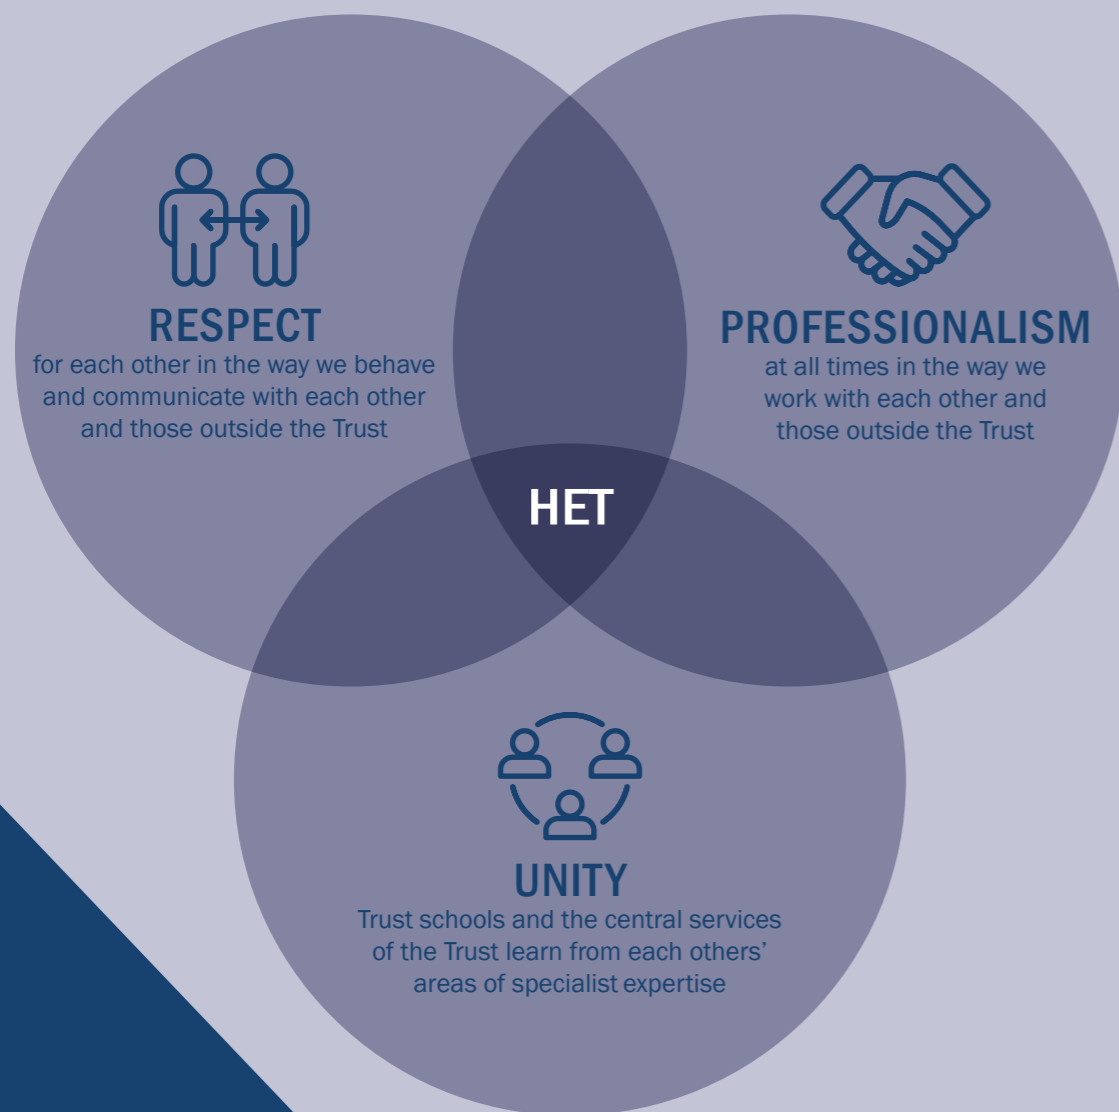 RESPECT
for each other in the way we behave
and communicate with each other
and those outside the Trust
PROFESSIONALISM
at all times in the way we
work with each other and
those outside the Trust
HET
UNITY
Trust schools and the central services
of the Trust learn from each others’
areas of specialist expertise